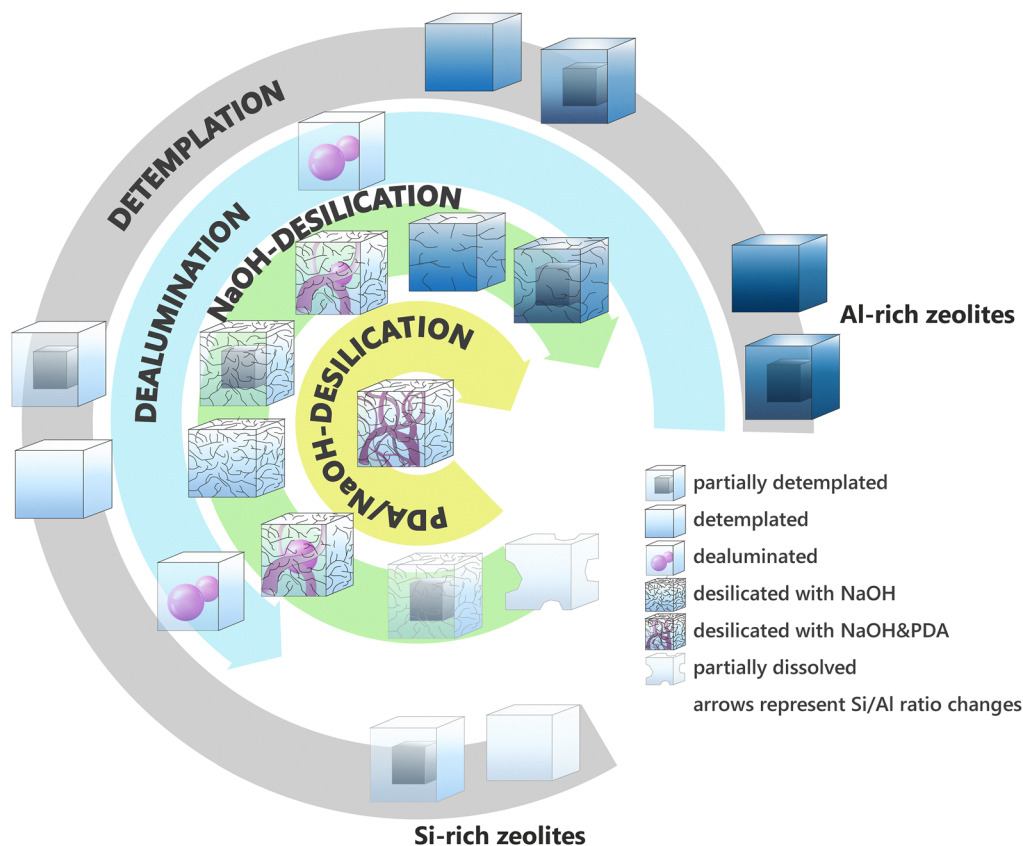 DETEMPLATION
DEALUMINATION
NaOH-DESILICATION
PDA/NaOH-DESILICATION
Al-rich zeolites
partially detemplated
detemplated
dealuminated
desilicated with NaOH
desilicated with NaOH&PDA
partially dissolved
arrows represent Si/Al ratio changes
Si-rich zeolites